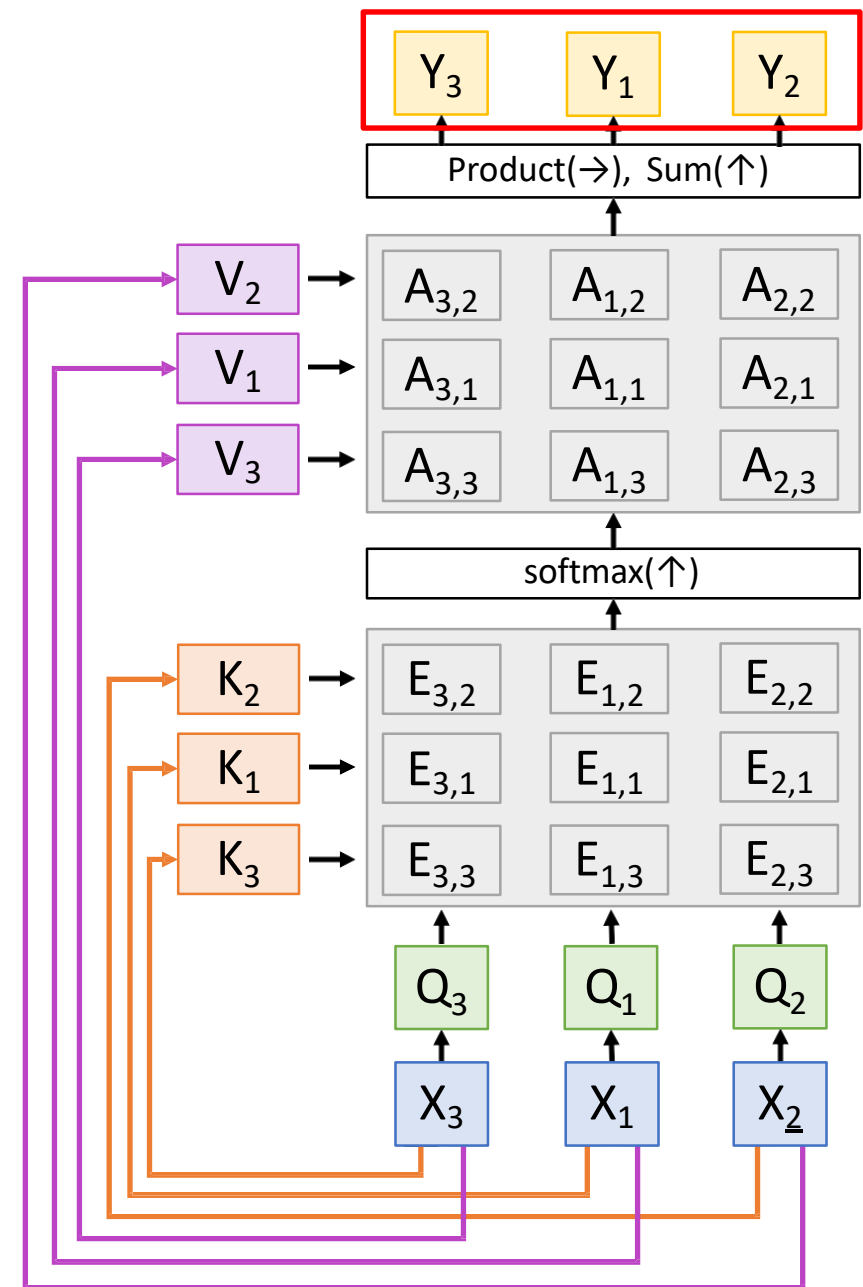 Y₃ Y₁ Y₂
Product(→), Sum(↑)
V₂ A₃,₂ A₁,₂ A₂,₂
V₁ A₃,₁ A₁,₁ A₂,₁
V₃ A₃,₃ A₁,₃ A₂,₃
softmax(↑)
K₂ E₃,₂ E₁,₂ E₂,₂
K₁ E₃,₁ E₁,₁ E₂,₁
K₃ E₃,₃ E₁,₃ E₂,₃
Q₃ Q₁ Q₂
X₃ X₁ X₂